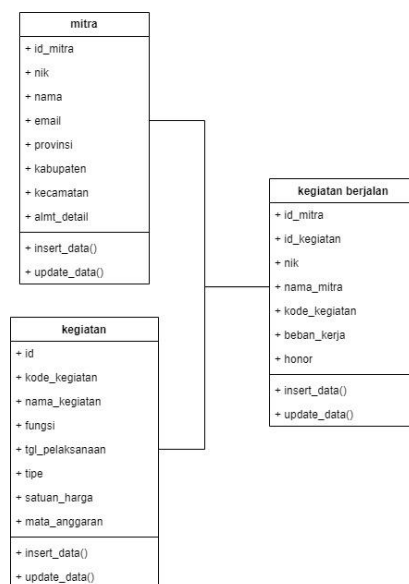 mitra
+ id_mitra
+ nik
+ nama
+ email
+ provinsi
+ kabupaten
+ kecamatan
+ almt_detail
+ insert_data()
+ update_data()
kegiatan
+ id
+ kode_kegiatan
+ nama_kegiatan
+ fungsi
+ tgl_pelaksanaan
+ tipe
+ satuan_harga
+ mata_anggaran
+ insert_data()
+ update_data()
kegiatan berjalan
+ id_mitra
+ id_kegiatan
+ nik
+ nama_mitra
+ kode_kegiatan
+ beban_kerja
+ honor
+ insert_data()
+ update_data()